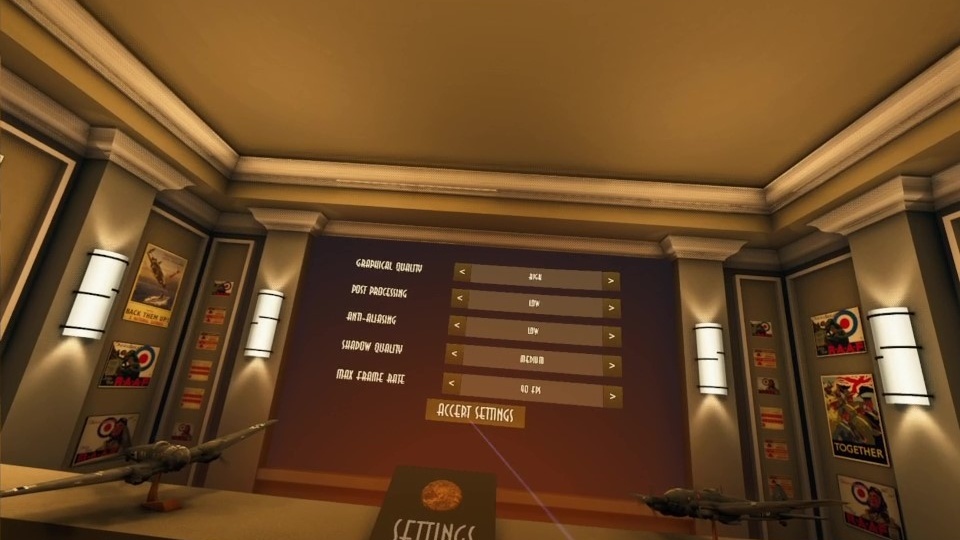 GRAPHICAL QUALITY
< HIGH >
POST PROCESSING
< LOW >
ANTI-ALIASING
< LOW >
SHADOW QUALITY
< MEDIUM >
MAX FRAME RATE
< >
ACCEPT SETTINGS
SETTINGS
BACK THEM UP!
TOGETHER